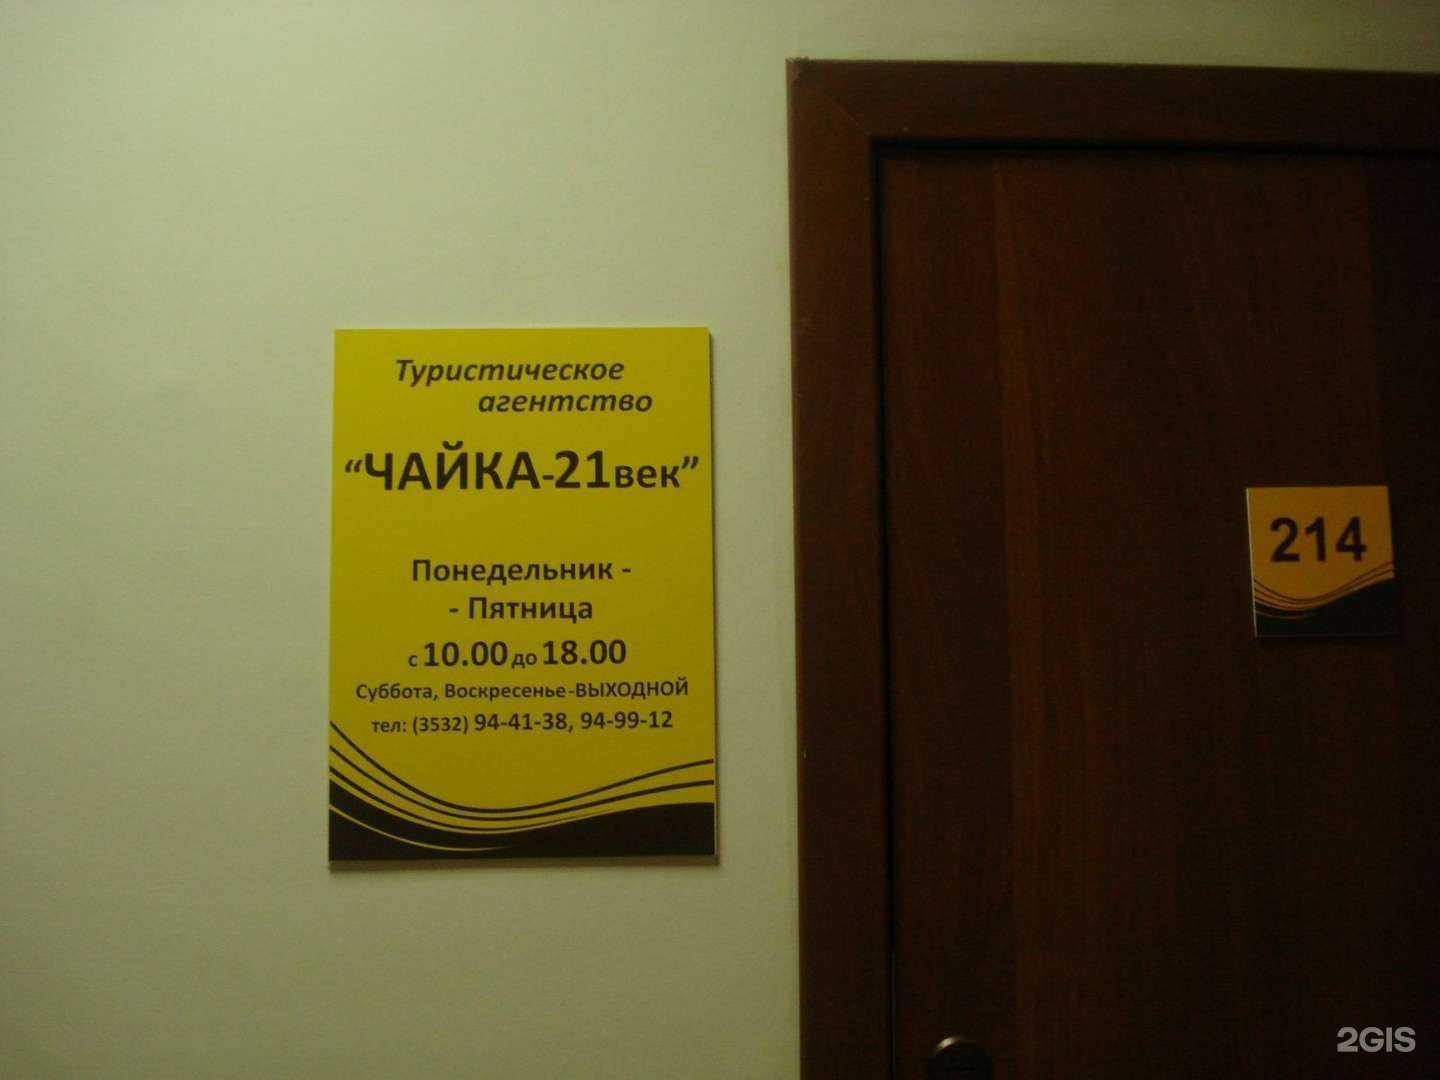 Туристическое
агентство
“ЧАЙКА-21век”
Понедельник -
- Пятница
с 10.00 до 18.00
Суббота, Воскресенье-ВЫХОДНОЙ
тел: (3532) 94-41-38, 94-99-12
214
2GIS